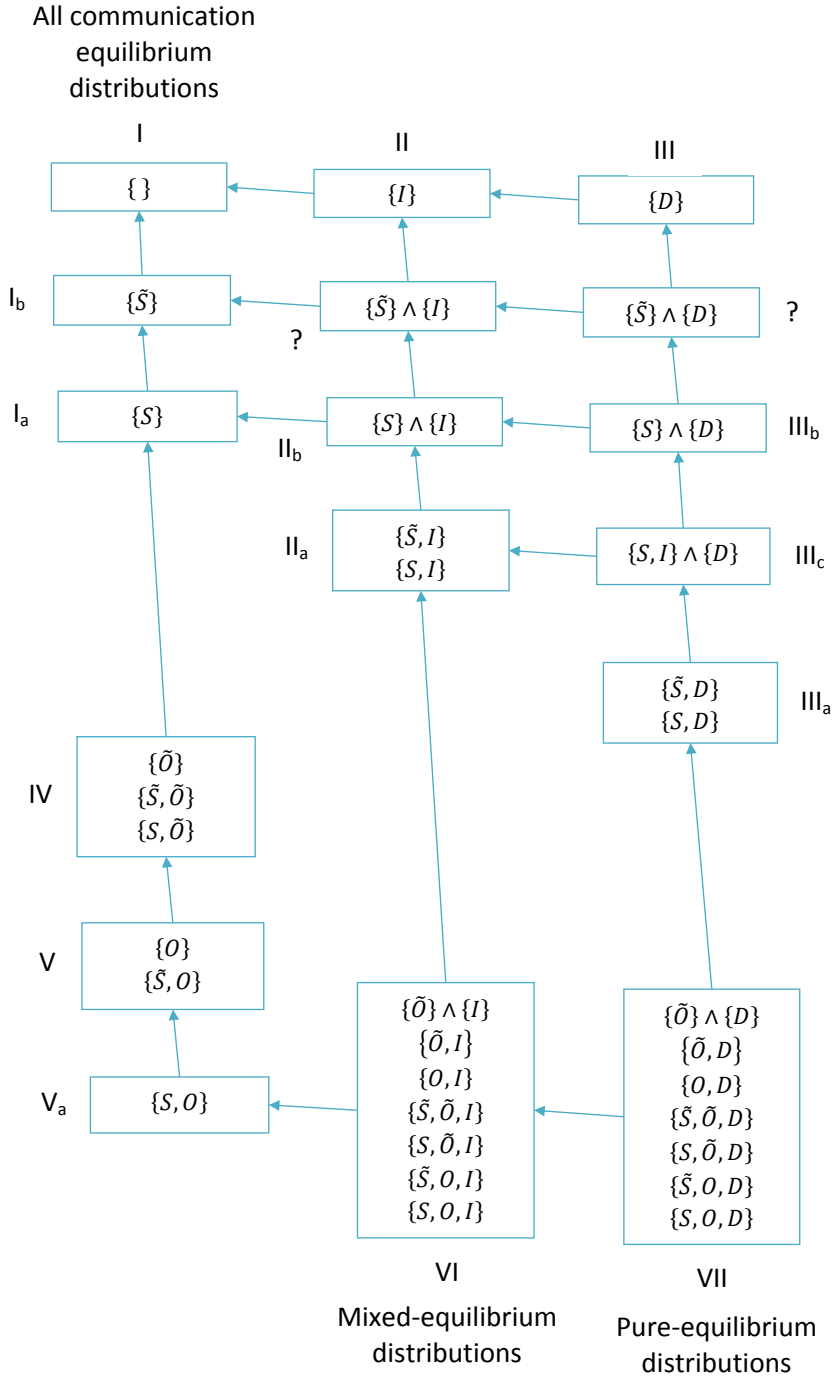 All communication
equilibrium
distributions
I
II
III
{ }
{I}
{D}
I_b
{S̃}
{S̃} ∧ {I}
{S̃} ∧ {D}
?
?
I_a
{S}
{S} ∧ {I}
{S} ∧ {D}
III_b
II_b
II_a
{S̃, I}
{S, I}
{S, I} ∧ {D}
III_c
{S̃, D}
{S, D}
III_a
IV
{Õ}
{S̃, Õ}
{S, Õ}
V
{O}
{S̃, O}
V_a
{S, O}
{Õ} ∧ {I}
{Õ, I}
{O, I}
{S̃, Õ, I}
{S, Õ, I}
{S̃, O, I}
{S, O, I}
{Õ} ∧ {D}
{Õ, D}
{O, D}
{S̃, Õ, D}
{S, Õ, D}
{S̃, O, D}
{S, O, D}
VI
Mixed-equilibrium
distributions
VII
Pure-equilibrium
distributions